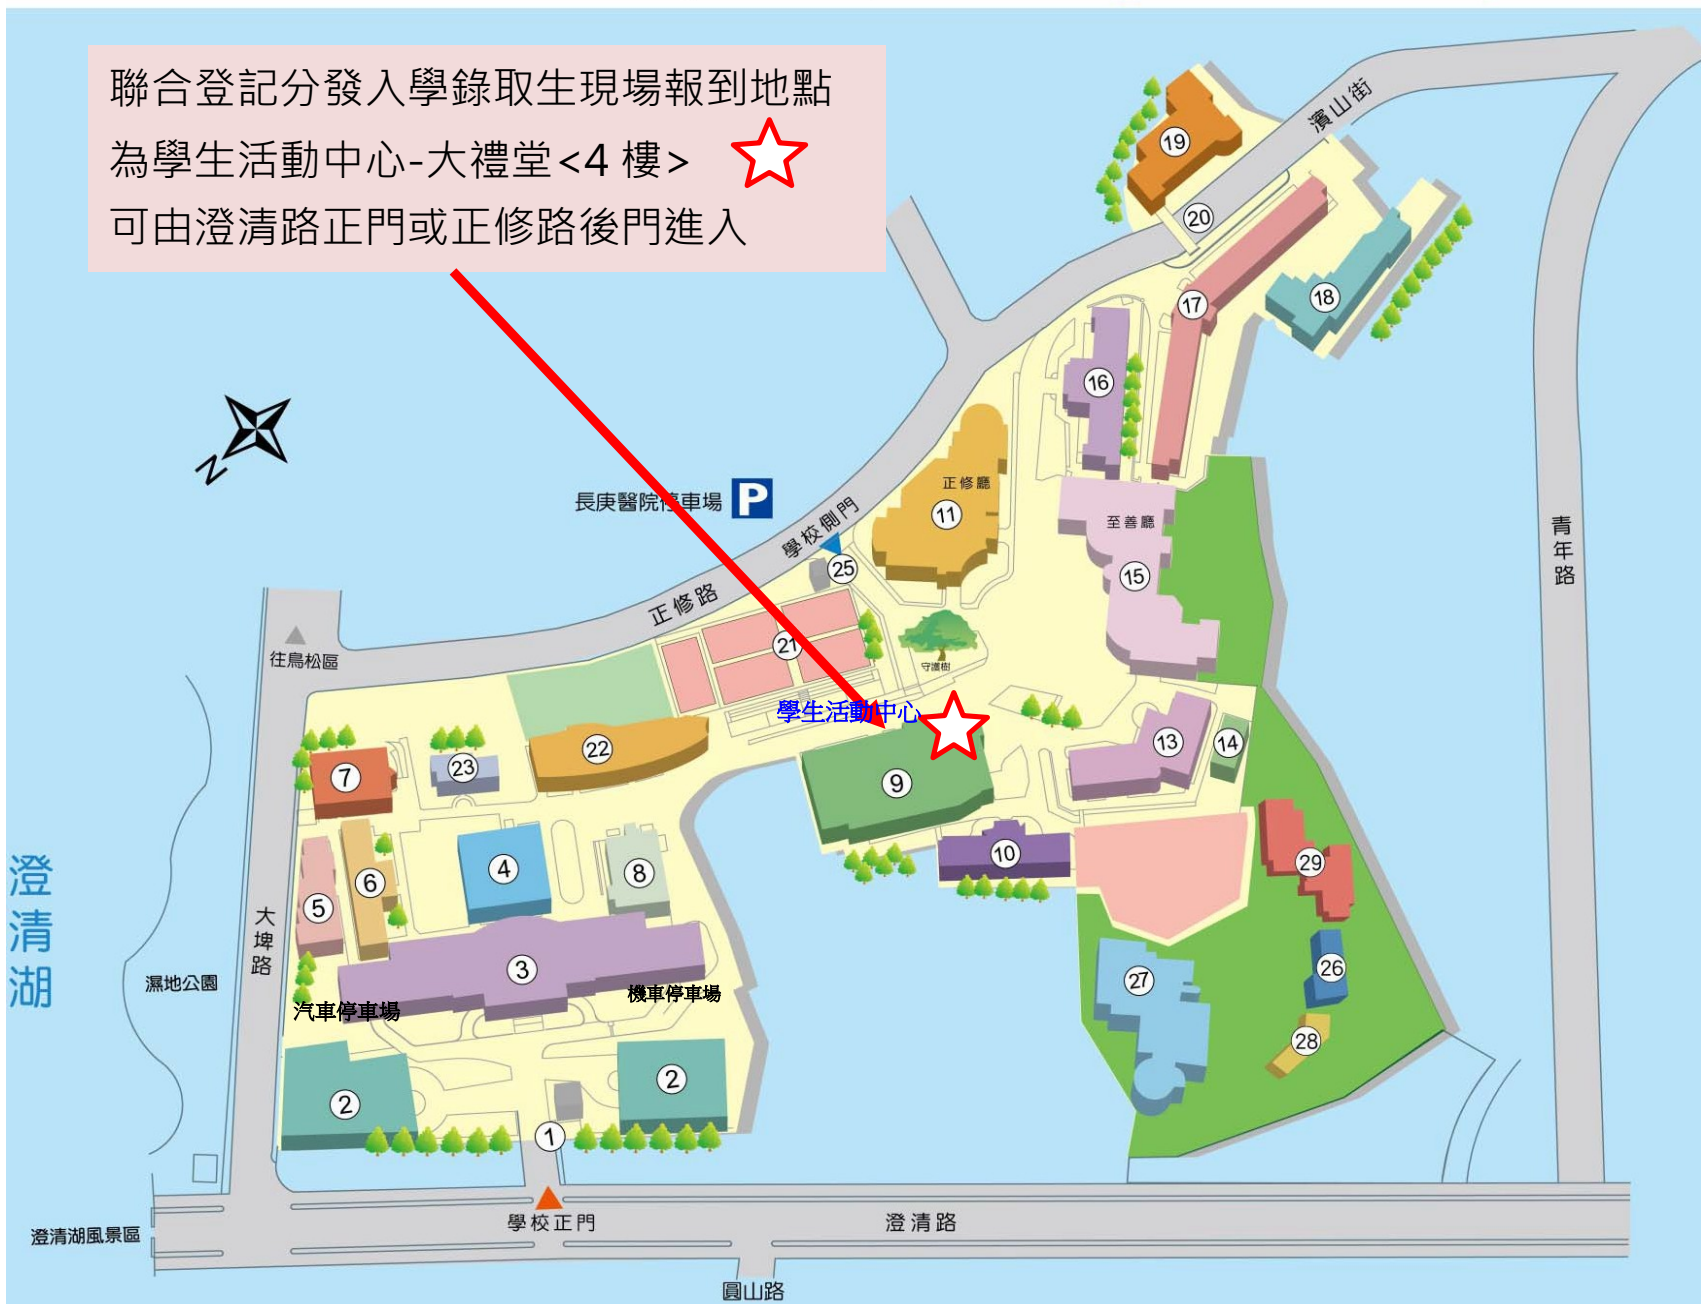 聯合登記分發入學錄取生現場報到地點
為學生活動中心-大禮堂<4 樓>
可由澄清路正門或正修路後門進入
濱山街
19
20
18
17
16
N
長庚醫院停車場 P
學校側門
正修廳
11
至善廳
青年路
25
15
正修路
21
守護樹
往鳥松區
學生活動中心
22
13
14
23
7
9
澄清湖
4
8
10
29
6
5
大埤路
3
26
27
濕地公園
機車停車場
汽車停車場
28
2
2
1
學校正門
澄清路
澄清湖風景區
圓山路